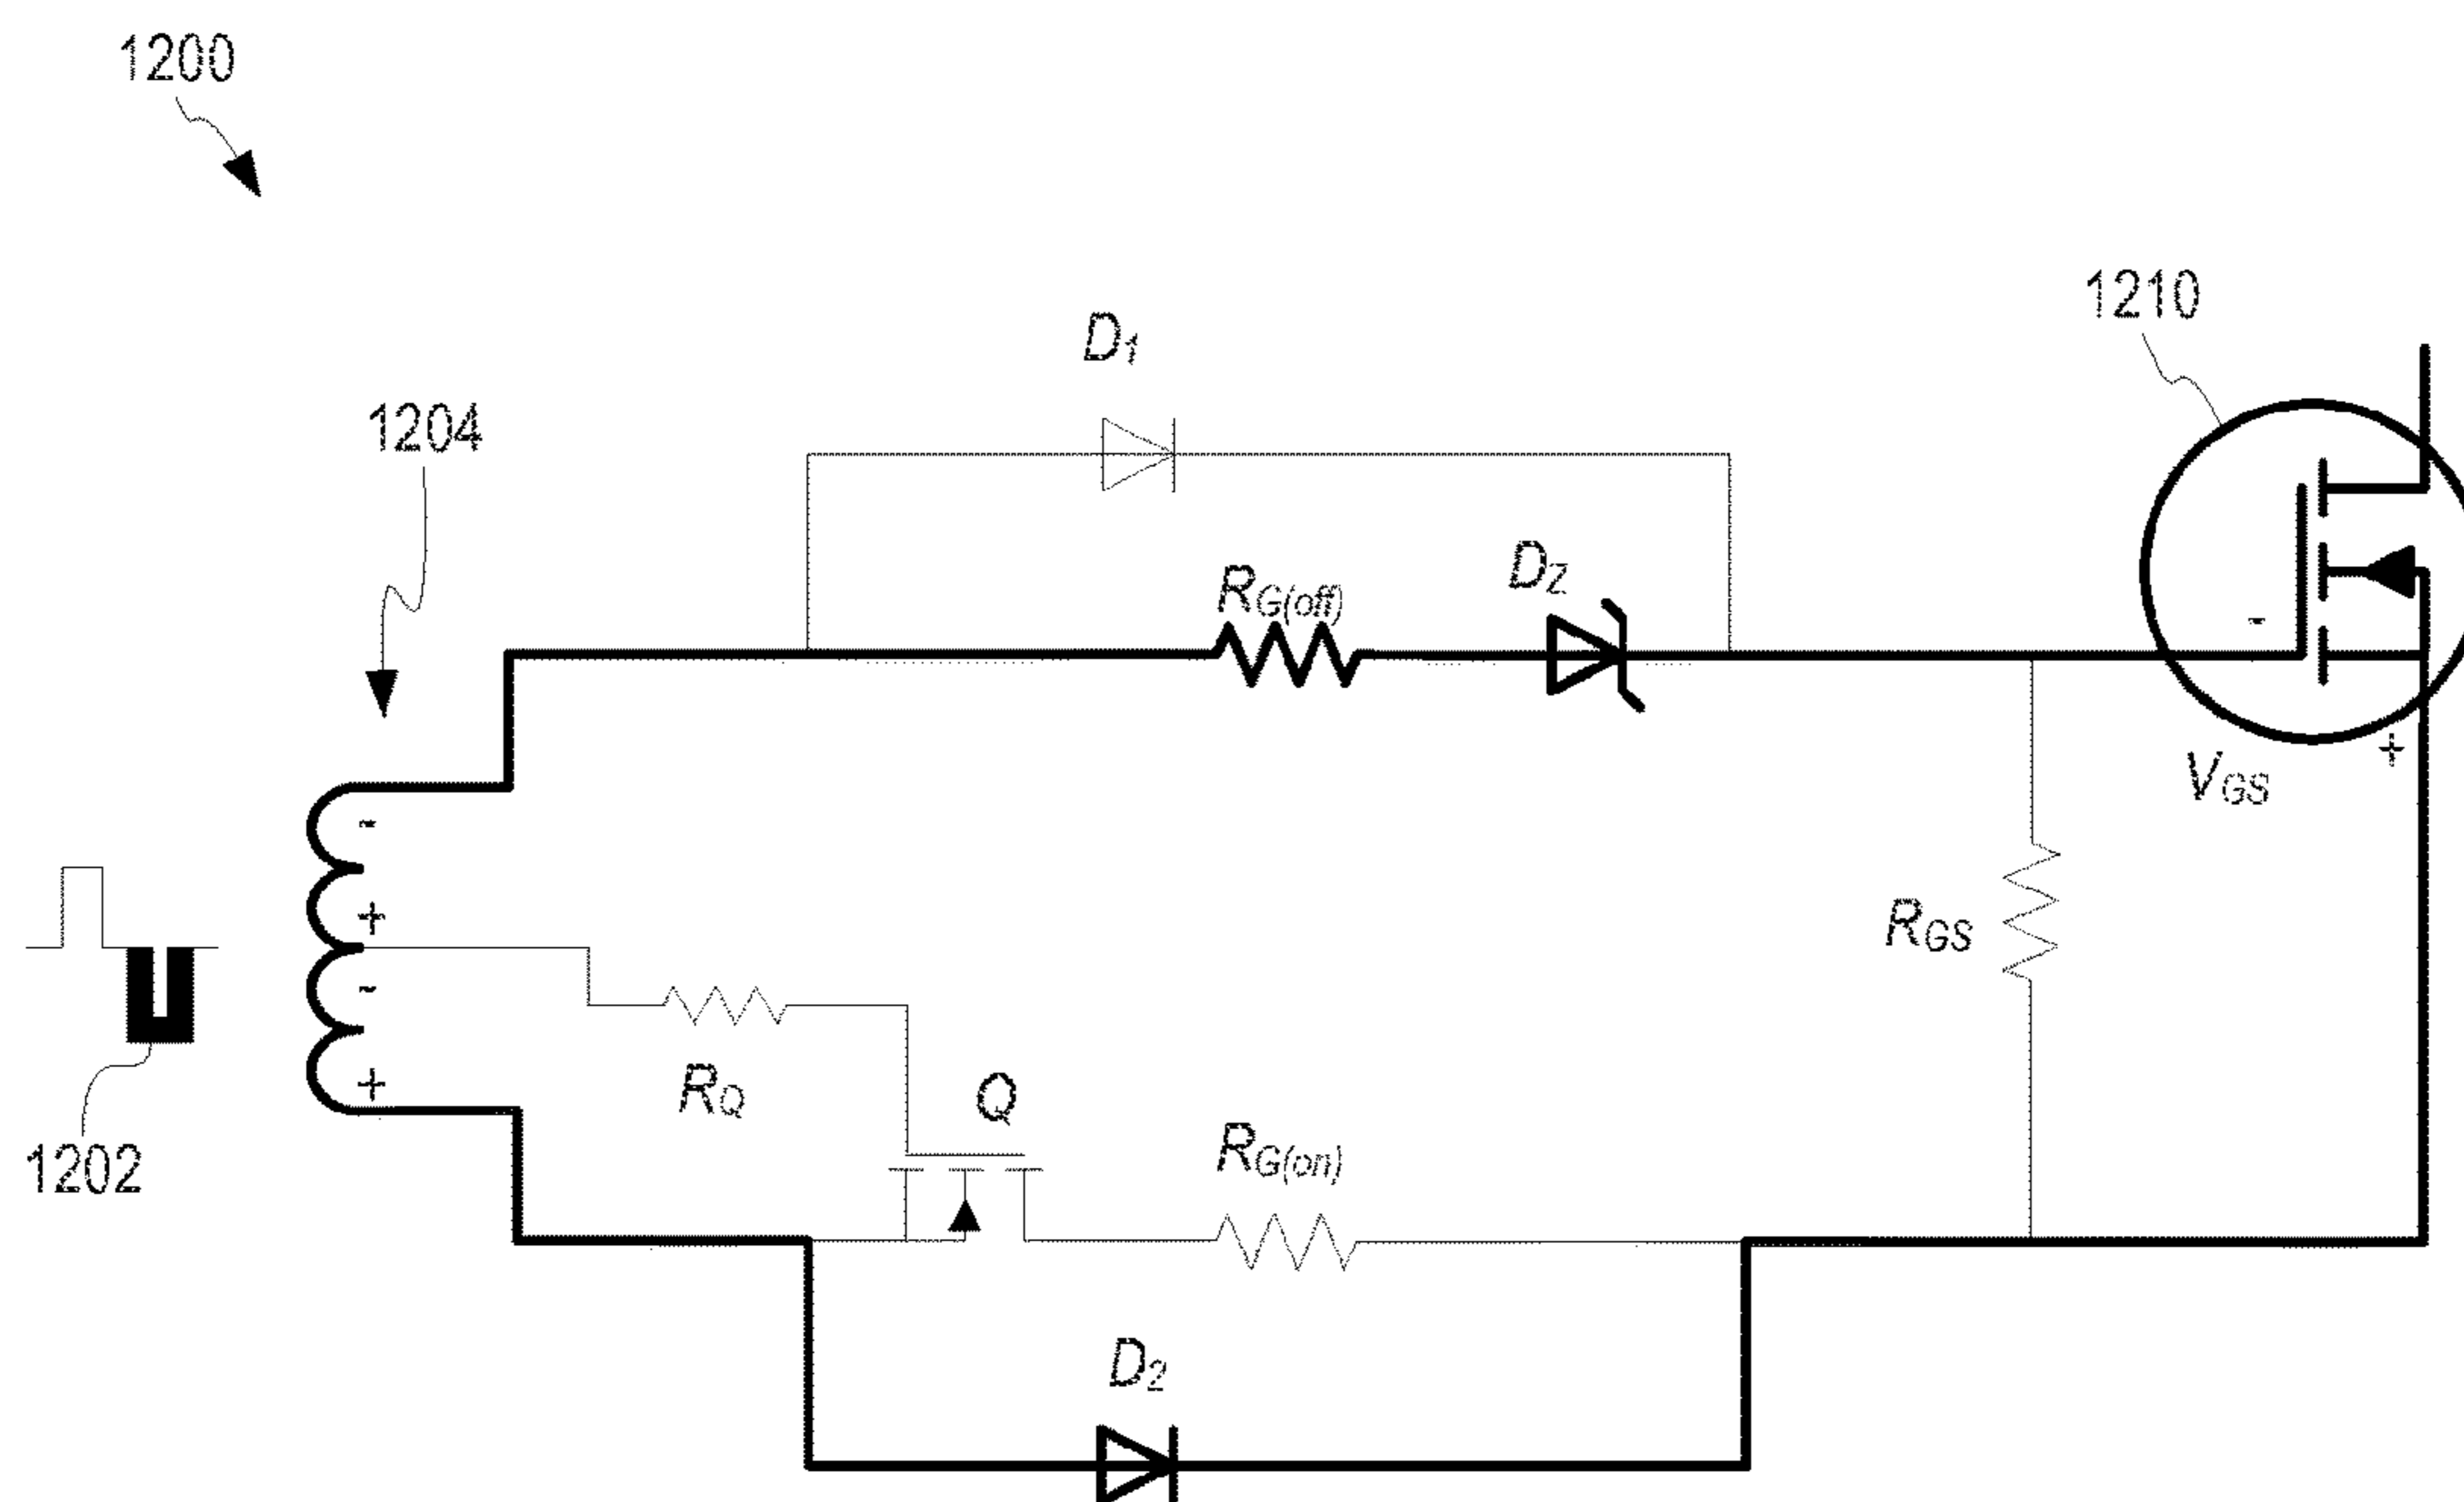 1200
1204
D1
1210
RG(off)
DZ
-
+
VGS
-
+
-
+
RGS
RQ
Q
RG(on)
1202
D2